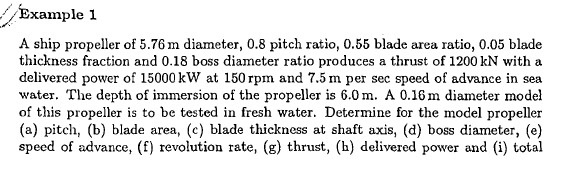 Example 1
A ship propeller of 5.76 m diameter, 0.8 pitch ratio, 0.55 blade area ratio, 0.05 blade
thickness fraction and 0.18 boss diameter ratio produces a thrust of 1200 kN with a
delivered power of 15000 kW at 150 rpm and 7.5 m per sec speed of advance in sea
water. The depth of immersion of the propeller is 6.0 m. A 0.16 m diameter model
of this propeller is to be tested in fresh water. Determine for the model propeller
(a) pitch, (b) blade area, (c) blade thickness at shaft axis, (d) boss diameter, (e)
speed of advance, (f) revolution rate, (g) thrust, (h) delivered power and (i) total